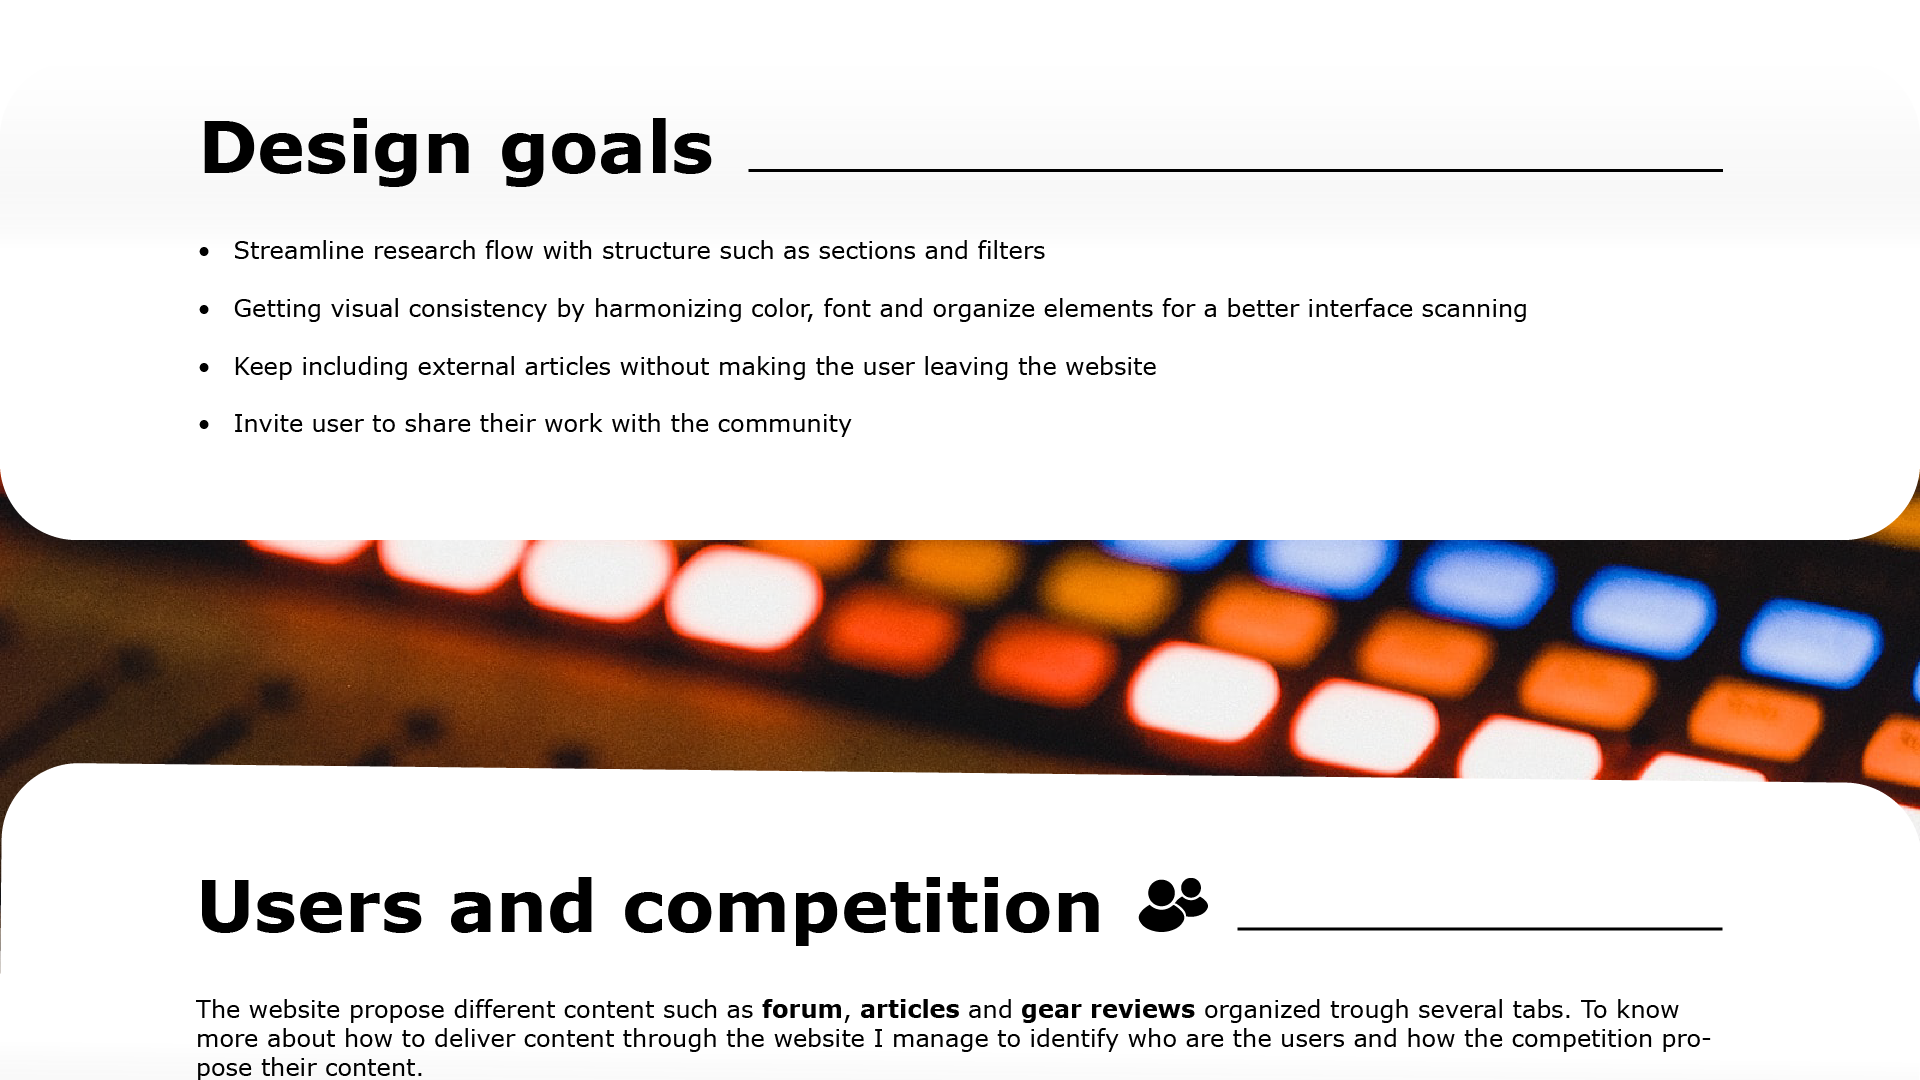 Design goals
• Streamline research flow with structure such as sections and filters
• Getting visual consistency by harmonizing color, font and organize elements for a better interface scanning
• Keep including external articles without making the user leaving the website
• Invite user to share their work with the community
Users and competition
The website propose different content such as forum, articles and gear reviews organized trough several tabs. To know
more about how to deliver content through the website I manage to identify who are the users and how the competition pro-
pose their content.